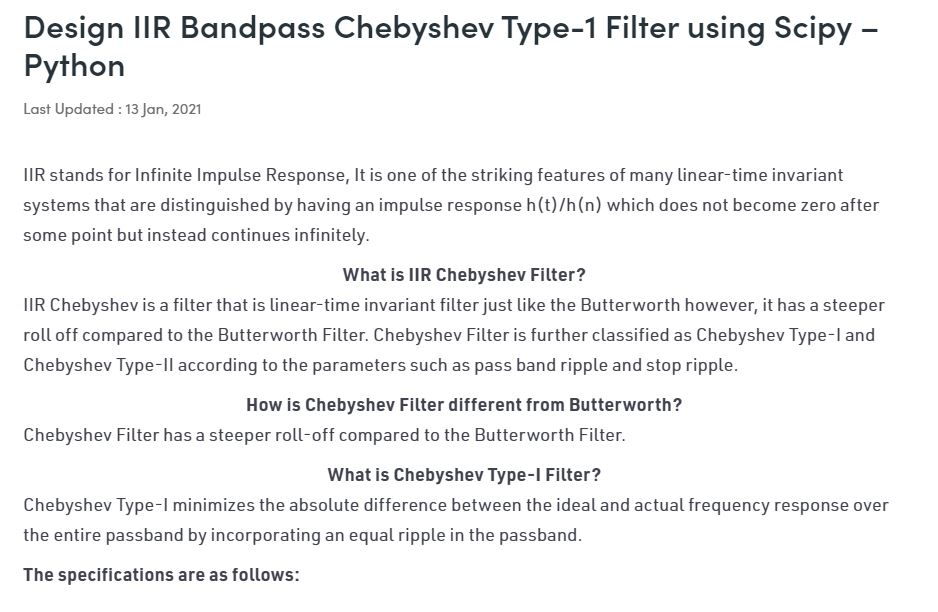 Design IIR Bandpass Chebyshev Type-1 Filter using Scipy –
Python
Last Updated : 13 Jan, 2021
IIR stands for Infinite Impulse Response, It is one of the striking features of many linear-time invariant
systems that are distinguished by having an impulse response h(t)/h(n) which does not become zero after
some point but instead continues infinitely.
What is IIR Chebyshev Filter?
IIR Chebyshev is a filter that is linear-time invariant filter just like the Butterworth however, it has a steeper
roll off compared to the Butterworth Filter. Chebyshev Filter is further classified as Chebyshev Type-I and
Chebyshev Type-II according to the parameters such as pass band ripple and stop ripple.
How is Chebyshev Filter different from Butterworth?
Chebyshev Filter has a steeper roll-off compared to the Butterworth Filter.
What is Chebyshev Type-I Filter?
Chebyshev Type-I minimizes the absolute difference between the ideal and actual frequency response over
the entire passband by incorporating an equal ripple in the passband.
The specifications are as follows: